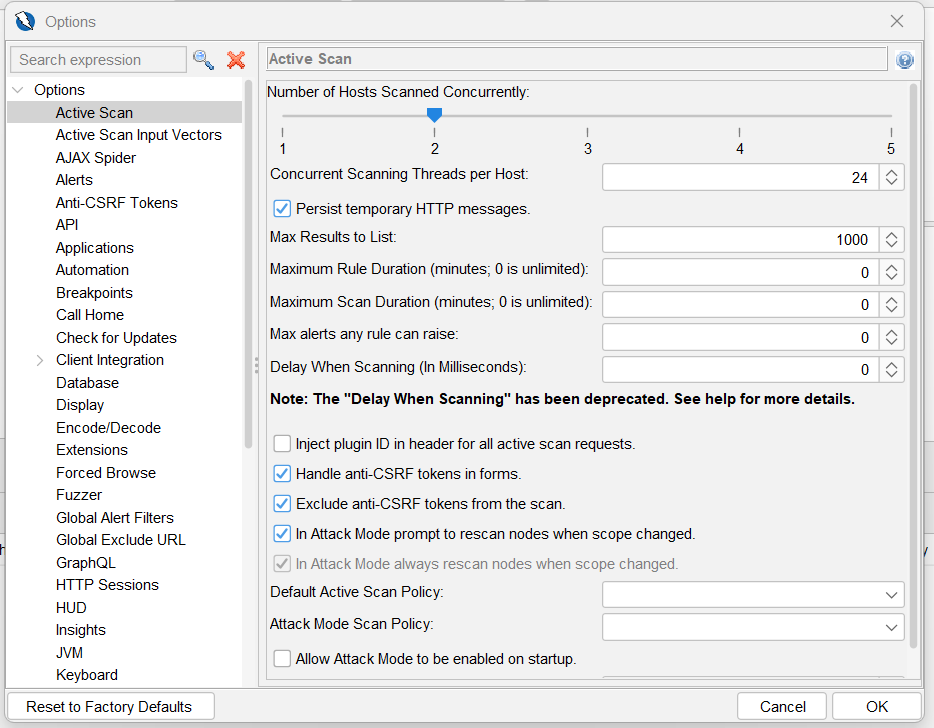 Options
Search expression
Options
Active Scan
Active Scan Input Vectors
AJAX Spider
Alerts
Anti-CSRF Tokens
API
Applications
Automation
Breakpoints
Call Home
Check for Updates
Client Integration
Database
Display
Encode/Decode
Extensions
Forced Browse
Fuzzer
Global Alert Filters
Global Exclude URL
GraphQL
HTTP Sessions
HUD
Insights
JVM
Keyboard
Active Scan
Number of Hosts Scanned Concurrently:
1 2 3 4 5
Concurrent Scanning Threads per Host: 24
Persist temporary HTTP messages.
Max Results to List: 1000
Maximum Rule Duration (minutes; 0 is unlimited): 0
Maximum Scan Duration (minutes; 0 is unlimited): 0
Max alerts any rule can raise: 0
Delay When Scanning (In Milliseconds): 0
Note: The "Delay When Scanning" has been deprecated. See help for more details.
Inject plugin ID in header for all active scan requests.
Handle anti-CSRF tokens in forms.
Exclude anti-CSRF tokens from the scan.
In Attack Mode prompt to rescan nodes when scope changed.
In Attack Mode always rescan nodes when scope changed.
Default Active Scan Policy:
Attack Mode Scan Policy:
Allow Attack Mode to be enabled on startup.
Reset to Factory Defaults
Cancel
OK